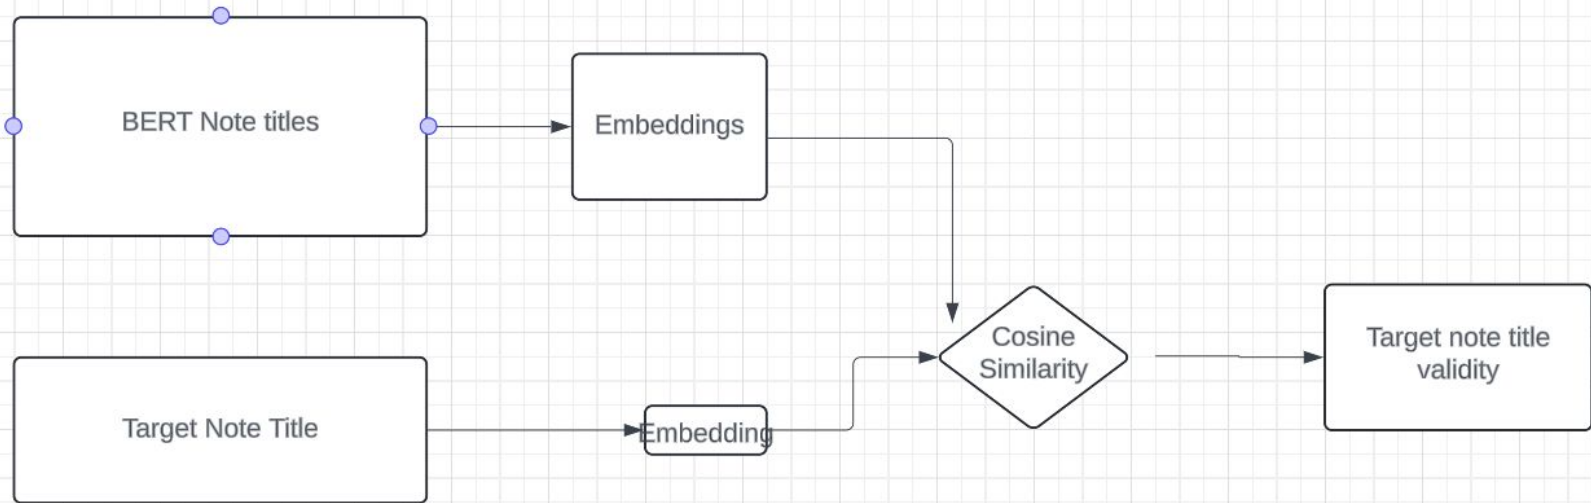 BERT Note titles
Embeddings
Cosine
Similarity
Target note title
validity
Target Note Title
Embedding